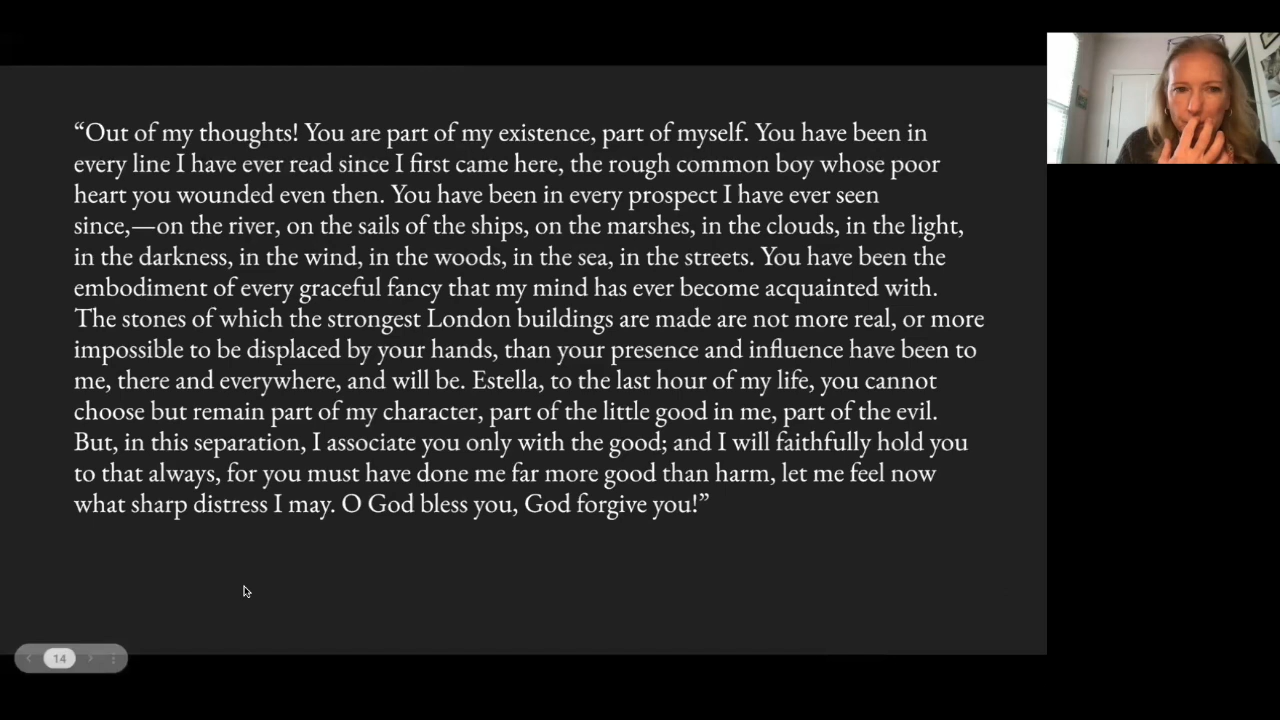 “Out of my thoughts! You are part of my existence, part of myself. You have been in
every line I have ever read since I first came here, the rough common boy whose poor
heart you wounded even then. You have been in every prospect I have ever seen
since,—on the river, on the sails of the ships, on the marshes, in the clouds, in the light,
in the darkness, in the wind, in the woods, in the sea, in the streets. You have been the
embodiment of every graceful fancy that my mind has ever become acquainted with.
The stones of which the strongest London buildings are made are not more real, or more
impossible to be displaced by your hands, than your presence and influence have been to
me, there and everywhere, and will be. Estella, to the last hour of my life, you cannot
choose but remain part of my character, part of the little good in me, part of the evil.
But, in this separation, I associate you only with the good; and I will faithfully hold you
to that always, for you must have done me far more good than harm, let me feel now
what sharp distress I may. O God bless you, God forgive you!”
14